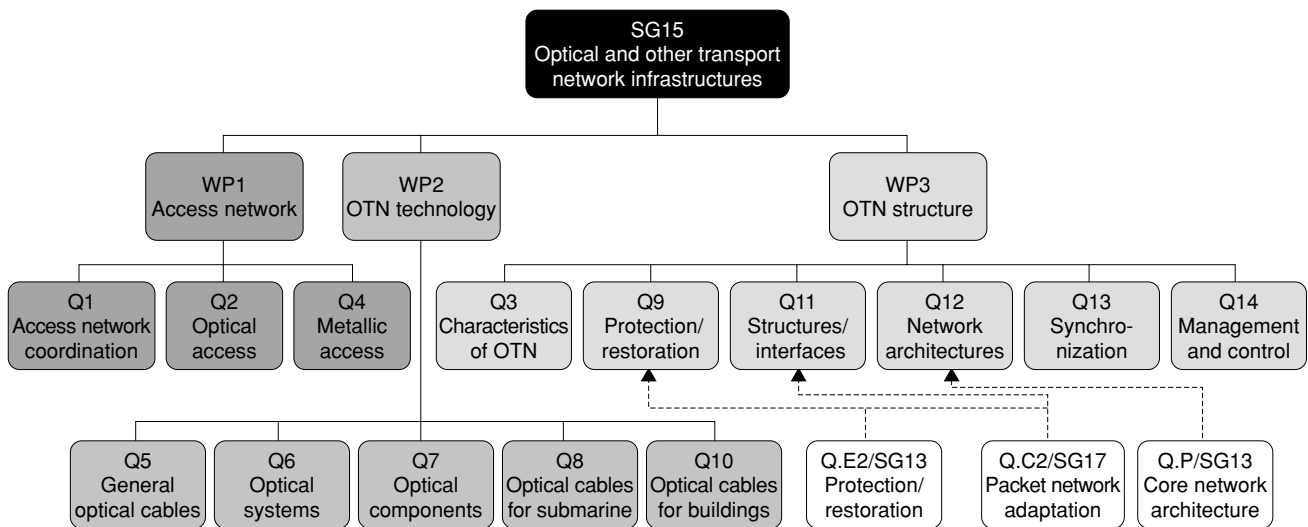 SG15
Optical and other transport
network infrastructures
WP1
Access network
WP2
OTN technology
WP3
OTN structure
Q1
Access network
coordination
Q2
Optical
access
Q4
Metallic
access
Q3
Characteristics
of OTN
Q9
Protection/
restoration
Q11
Structures/
interfaces
Q12
Network
architectures
Q13
Synchro-
nization
Q14
Management
and control
Q5
General
optical cables
Q6
Optical
systems
Q7
Optical
components
Q8
Optical cables
for submarine
Q10
Optical cables
for buildings
Q.E2/SG13
Protection/
restoration
Q.C2/SG17
Packet network
adaptation
Q.P/SG13
Core network
architecture